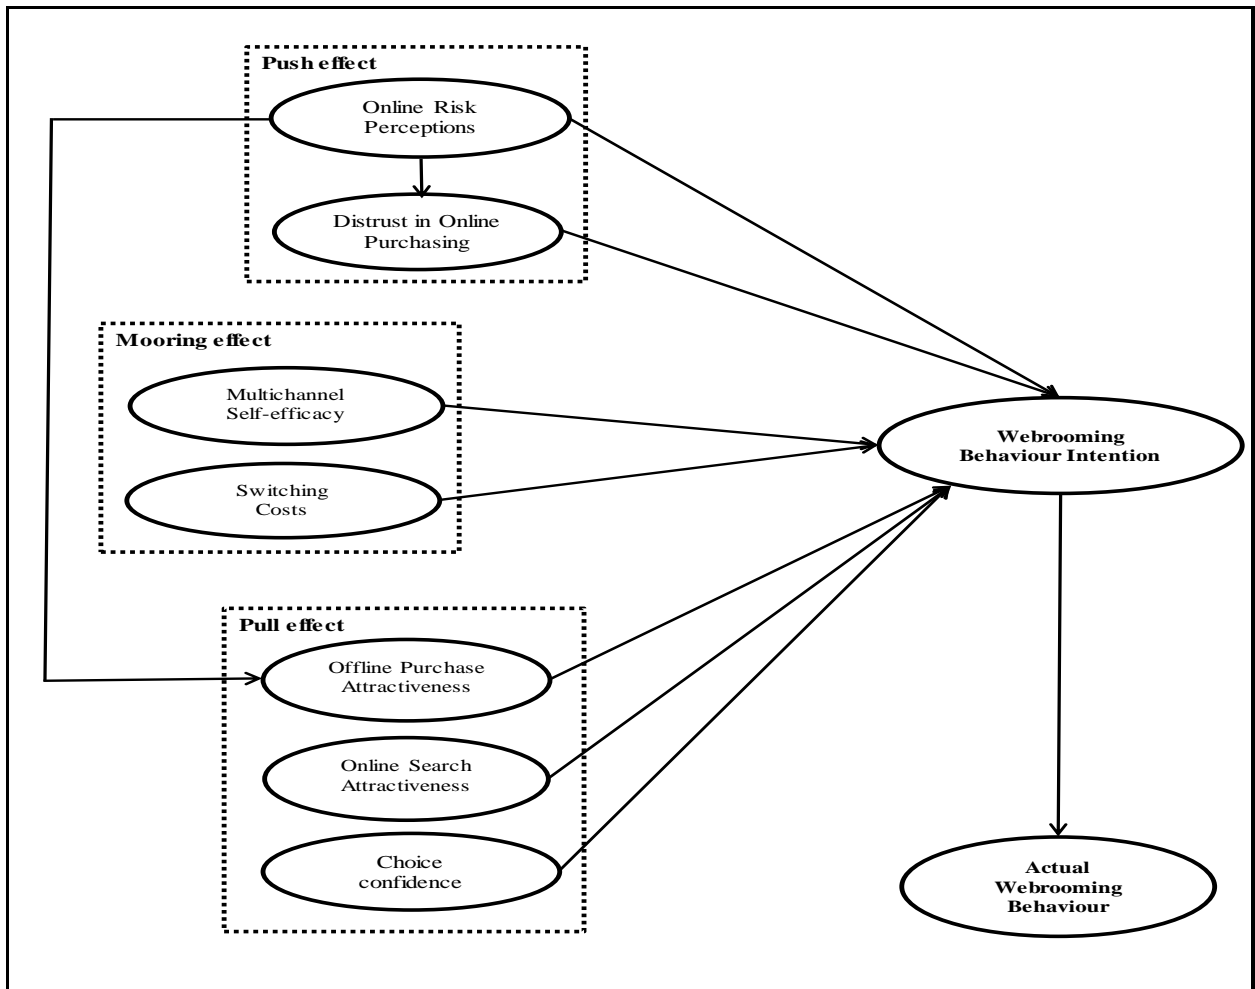 Push effect
Online Risk
Perceptions
Distrust in Online
Purchasing
Mooring effect
Multichannel
Self-efficacy
Switching
Costs
Webrooming
Behaviour Intention
Pull effect
Offline Purchase
Attractiveness
Online Search
Attractiveness
Choice
confidence
Actual
Webrooming
Behaviour